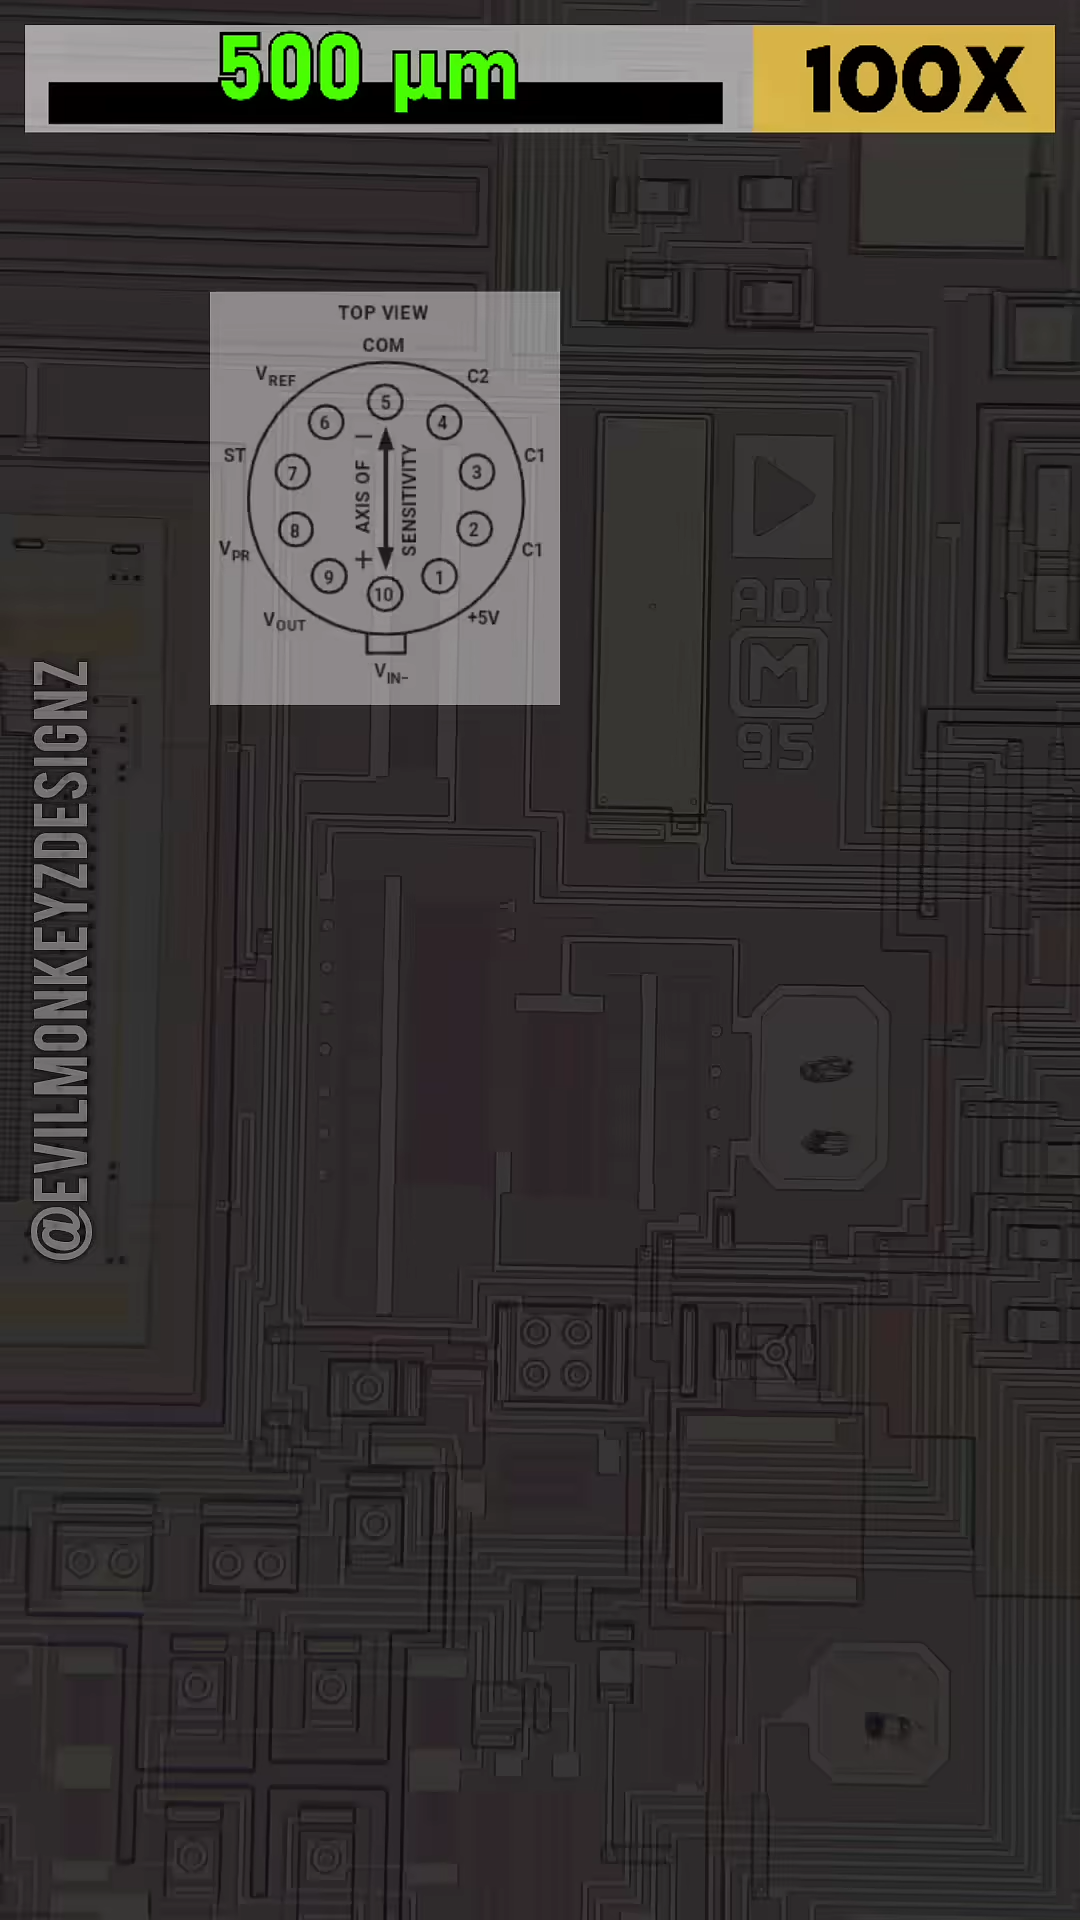 500 µm
100X
TOP VIEW
COM
VREF
C2
5
6
4
ST
C1
7
3
AXIS OF
SENSITIVITY
−
+
8
2
VPR
C1
9
1
10
VOUT
+5V
VIN−
ADI
M
95
@EVILMONKEYZDESIGNZ